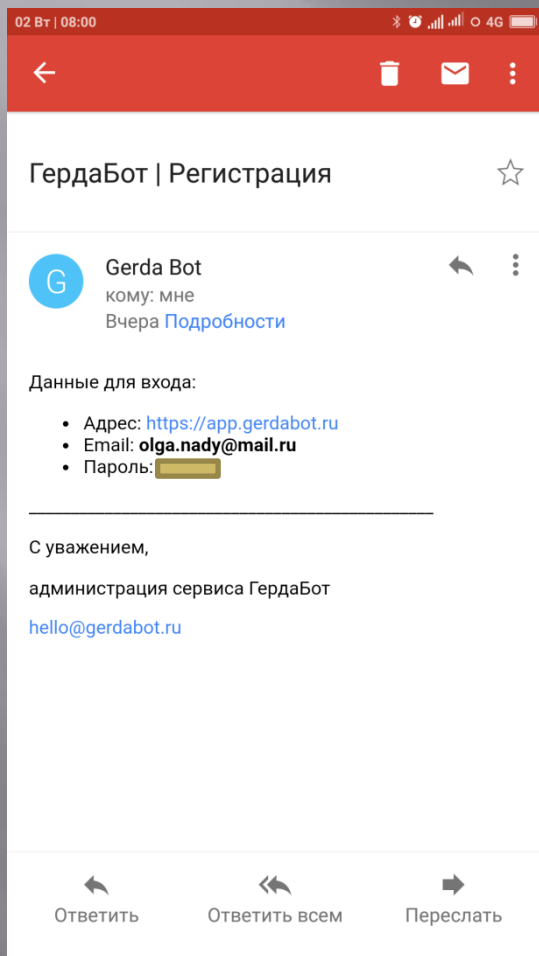 02 Вт | 08:00
4G
ГердаБот | Регистрация
G
Gerda Bot
кому: мне
Вчера Подробности
Данные для входа:
• Адрес: https://app.gerdabot.ru
• Email: olga.nady@mail.ru
• Пароль:
С уважением,
администрация сервиса ГердаБот
hello@gerdabot.ru
Ответить
Ответить всем
Переслать